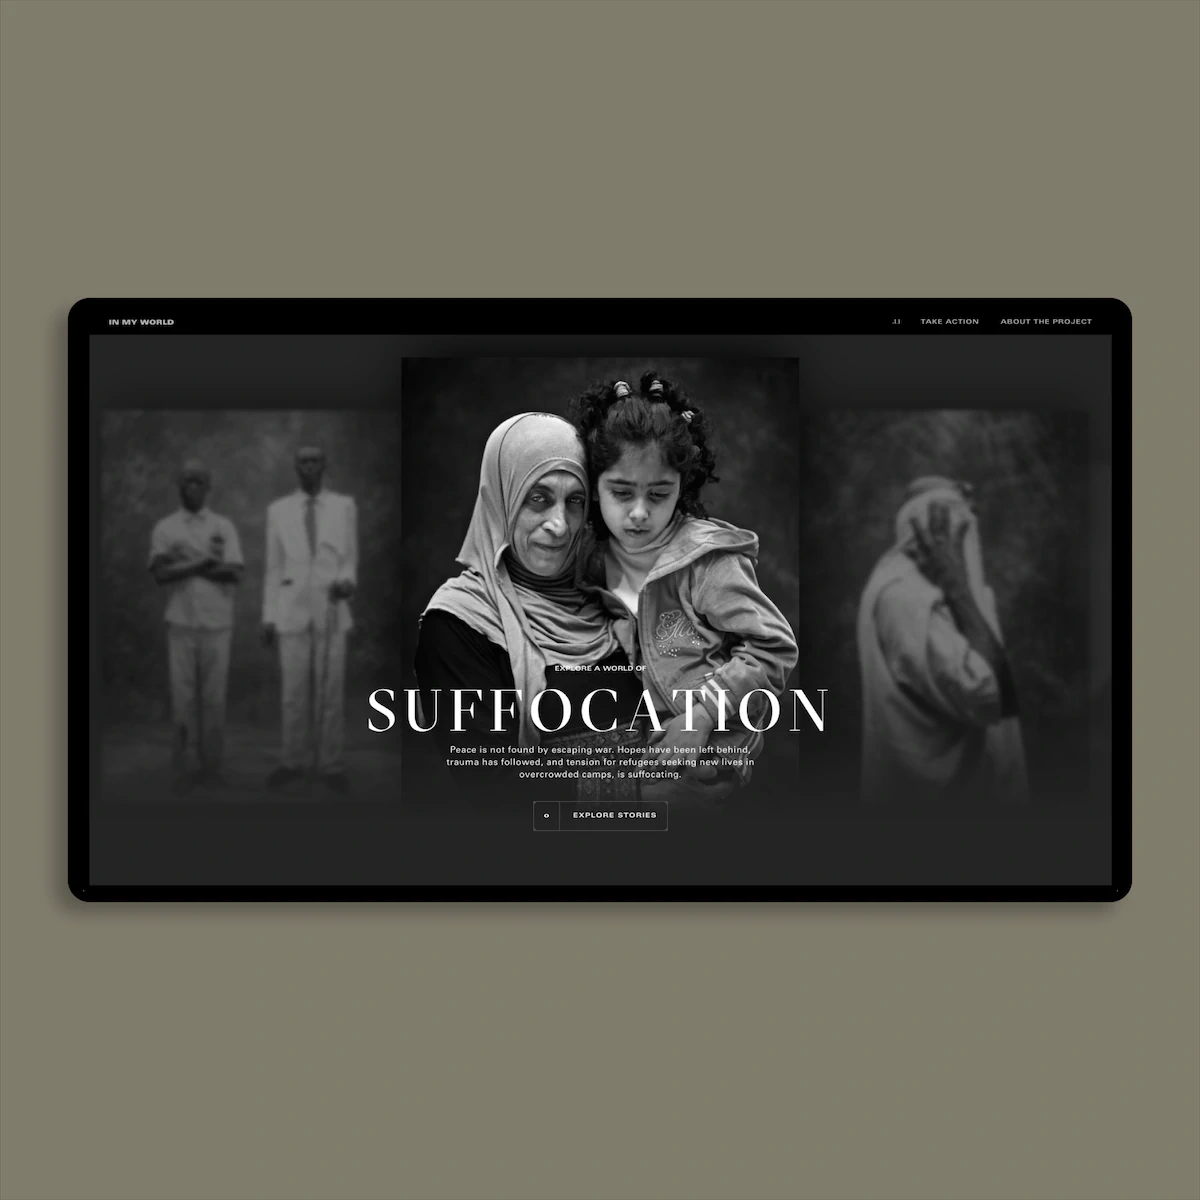 IN MY WORLD
TAKE ACTION
ABOUT THE PROJECT
EXPLORE A WORLD OF
SUFFOCATION
Peace is not found by escaping war. Hopes have been left behind,
trauma has followed, and tension for refugees seeking new lives in
overcrowded camps, is suffocating.
EXPLORE STORIES